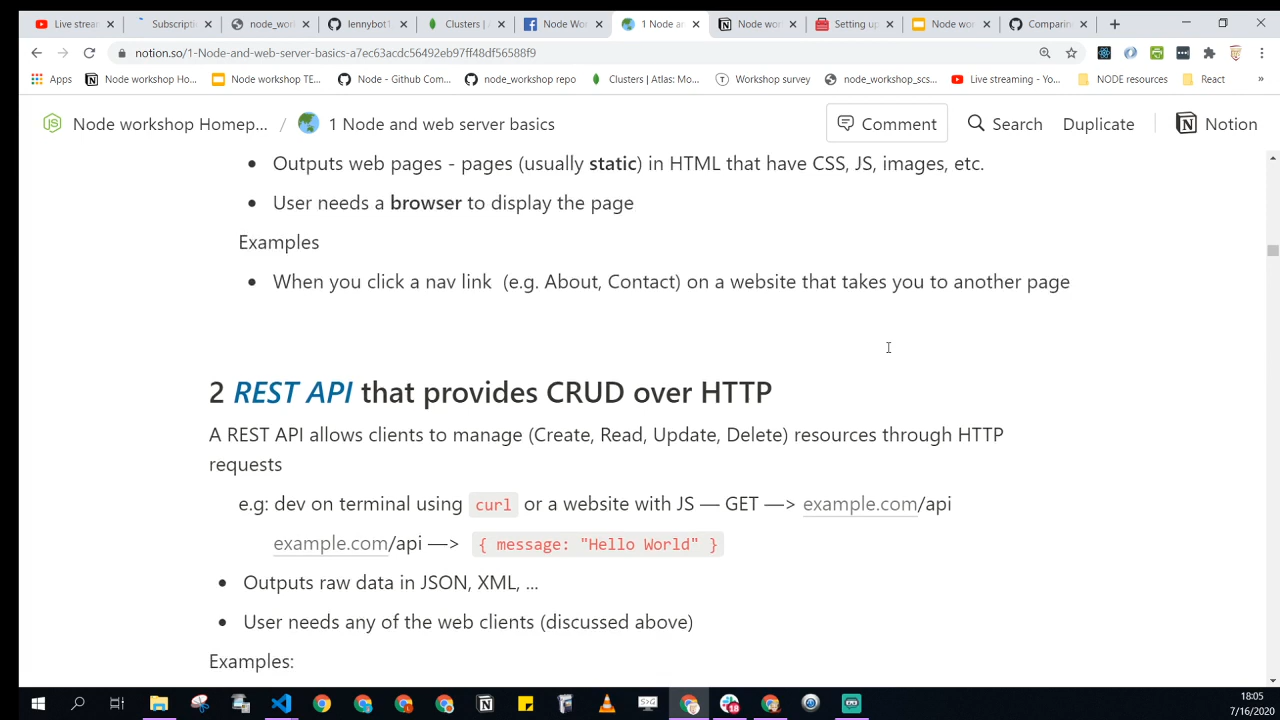 Live strean
Subscripti
node_worl
lennybot1
Clusters |
Node Wor
1 Node an
Node wor
Setting up
Node wor
Comparin
notion.so/1-Node-and-web-server-basics-a7ec63acdc56492eb97ff48df56588f9
Apps
Node workshop Ho...
Node workshop TE...
Node - Github Com...
node_workshop repo
Clusters | Atlas: Mo...
Workshop survey
node_workshop_scs...
Live streaming - Yo...
NODE resources
React
»
Node workshop Homep... / 1 Node and web server basics
Comment
Search
Duplicate
Notion
• Outputs web pages - pages (usually static) in HTML that have CSS, JS, images, etc.
• User needs a browser to display the page
Examples
• When you click a nav link (e.g. About, Contact) on a website that takes you to another page
2 REST API that provides CRUD over HTTP
A REST API allows clients to manage (Create, Read, Update, Delete) resources through HTTP
requests
e.g: dev on terminal using curl or a website with JS — GET —> example.com/api
example.com/api —> { message: "Hello World" }
• Outputs raw data in JSON, XML, ...
• User needs any of the web clients (discussed above)
Examples:
18:05
7/16/2020